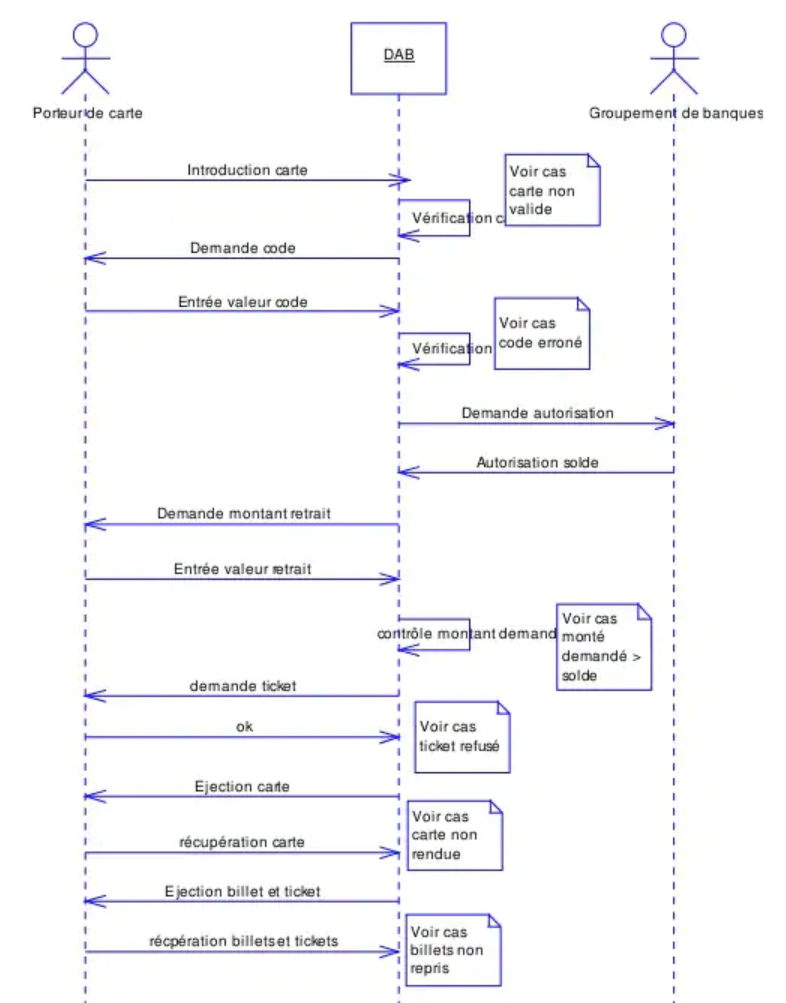 DAB
Porteur de carte
Groupement de banques
Introduction carte
Voir cas
carte non
valide
Vérification c
Demande code
Entrée valeur code
Voir cas
code erroné
Vérification
Demande autorisation
Autorisation solde
Demande montant retrait
Entrée valeur retrait
Voir cas
monté
demandé >
solde
contrôle montant demand
demande ticket
ok
Voir cas
ticket refusé
Ejection carte
Voir cas
carte non
rendue
récupération carte
Ejection billet et ticket
récpération billets et tickets
Voir cas
billets non
repris